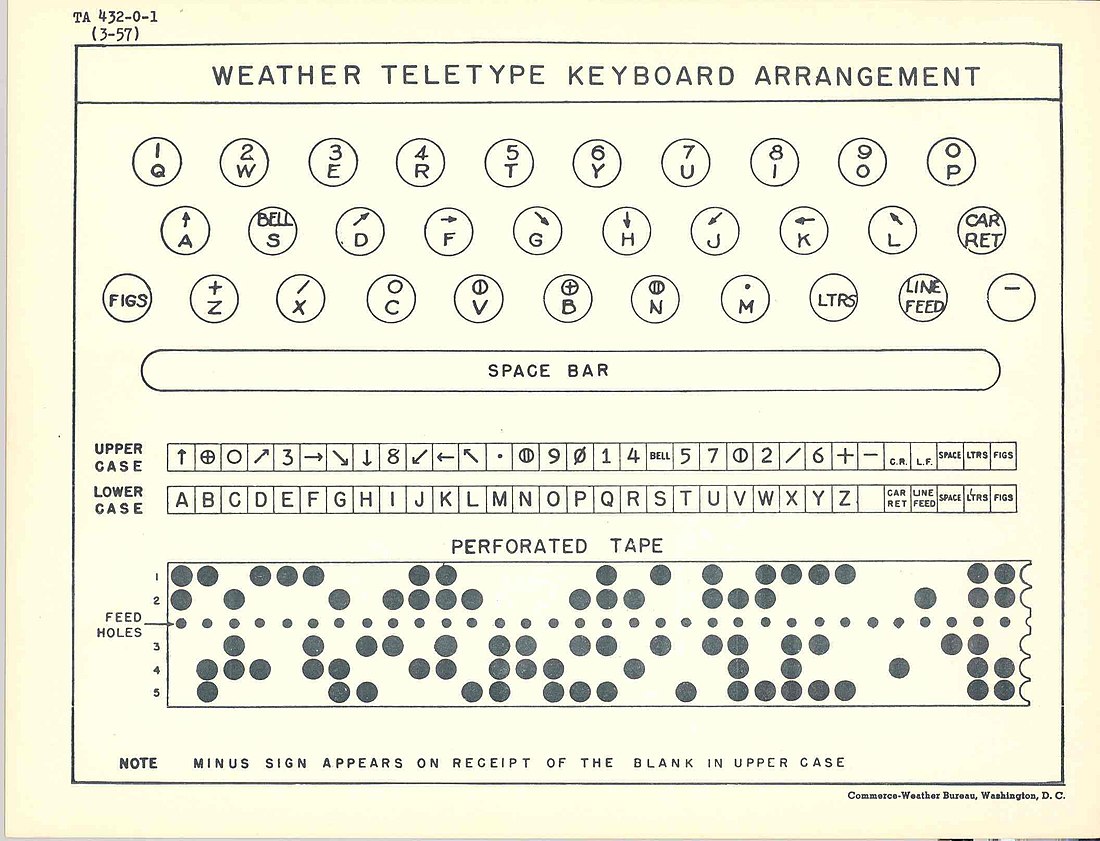 TA 432-0-1
(3-57)
WEATHER TELETYPE KEYBOARD ARRANGEMENT
1 2 3 4 5 6 7 8 9 0
Q W E R T Y U I O P
↑ BELL ↗ → ↘ ↓ ↙ ← ↖ CAR
A S D F G H J K L RET
FIGS + / O ⦶ ⊕ ◍ • LTRS LINE −
Z X C V B N M FEED
SPACE BAR
UPPER CASE ↑ ⊕ O ↗ 3 → ↘ ↓ 8 ↙ ← ↖ • ◍ 9 Ø 1 4 BELL 5 7 ⦶ 2 / 6 + − C.R. L.F. SPACE LTRS FIGS
LOWER CASE A B C D E F G H I J K L M N O P Q R S T U V W X Y Z CAR RET LINE FEED SPACE LTRS FIGS
PERFORATED TAPE
1
2
FEED HOLES
3
4
5
NOTE MINUS SIGN APPEARS ON RECEIPT OF THE BLANK IN UPPER CASE
Commerce-Weather Bureau, Washington, D. C.